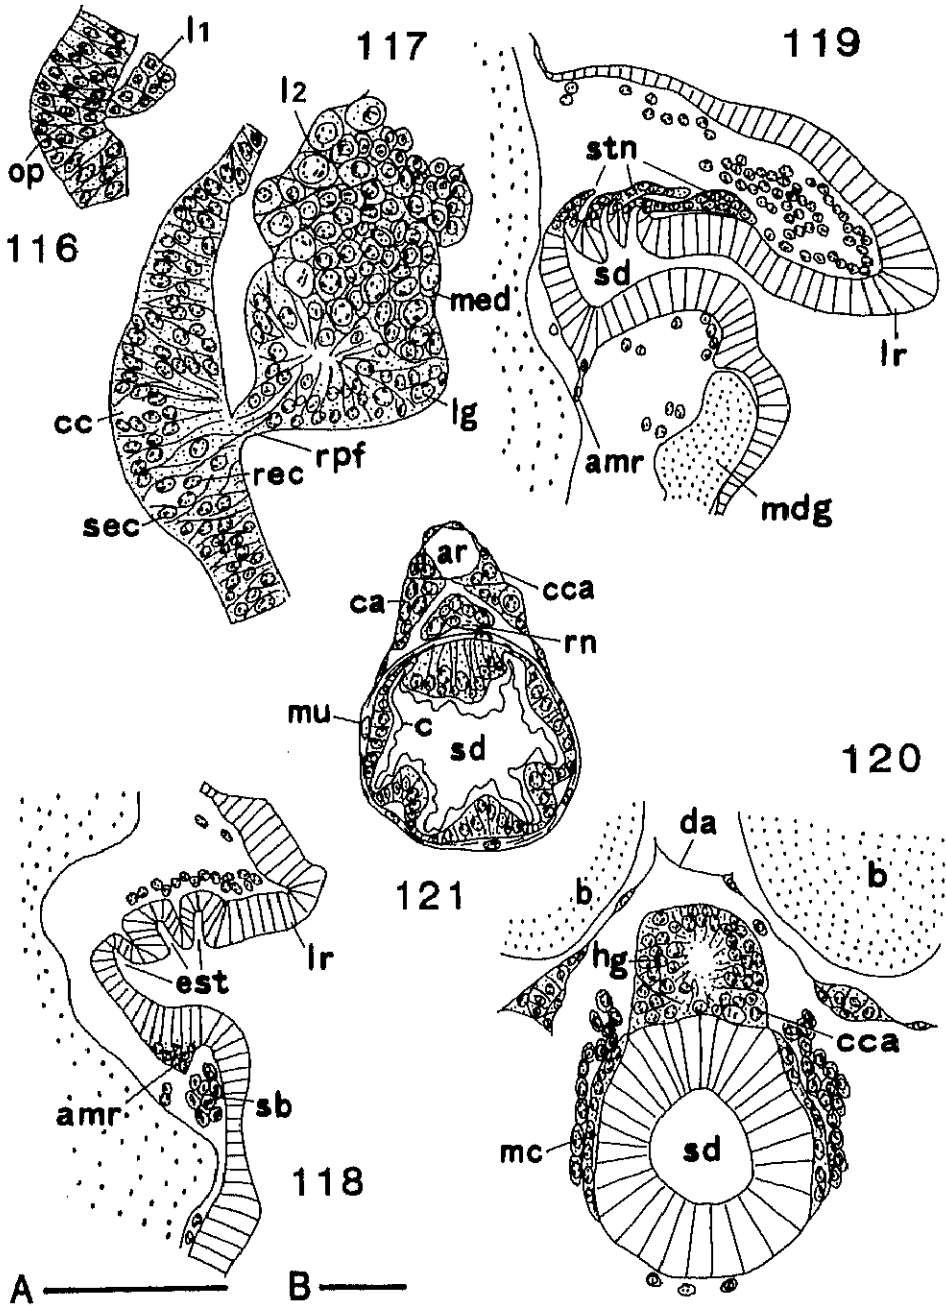 116
l1
op
117
l2
med
lg
rpf
rec
sec
cc
119
stn
sd
lr
amr
mdg
121
ar
ca
cca
rn
mu
c
sd
118
lr
est
amr
sb
120
da
b
b
hg
cca
mc
sd
A
B